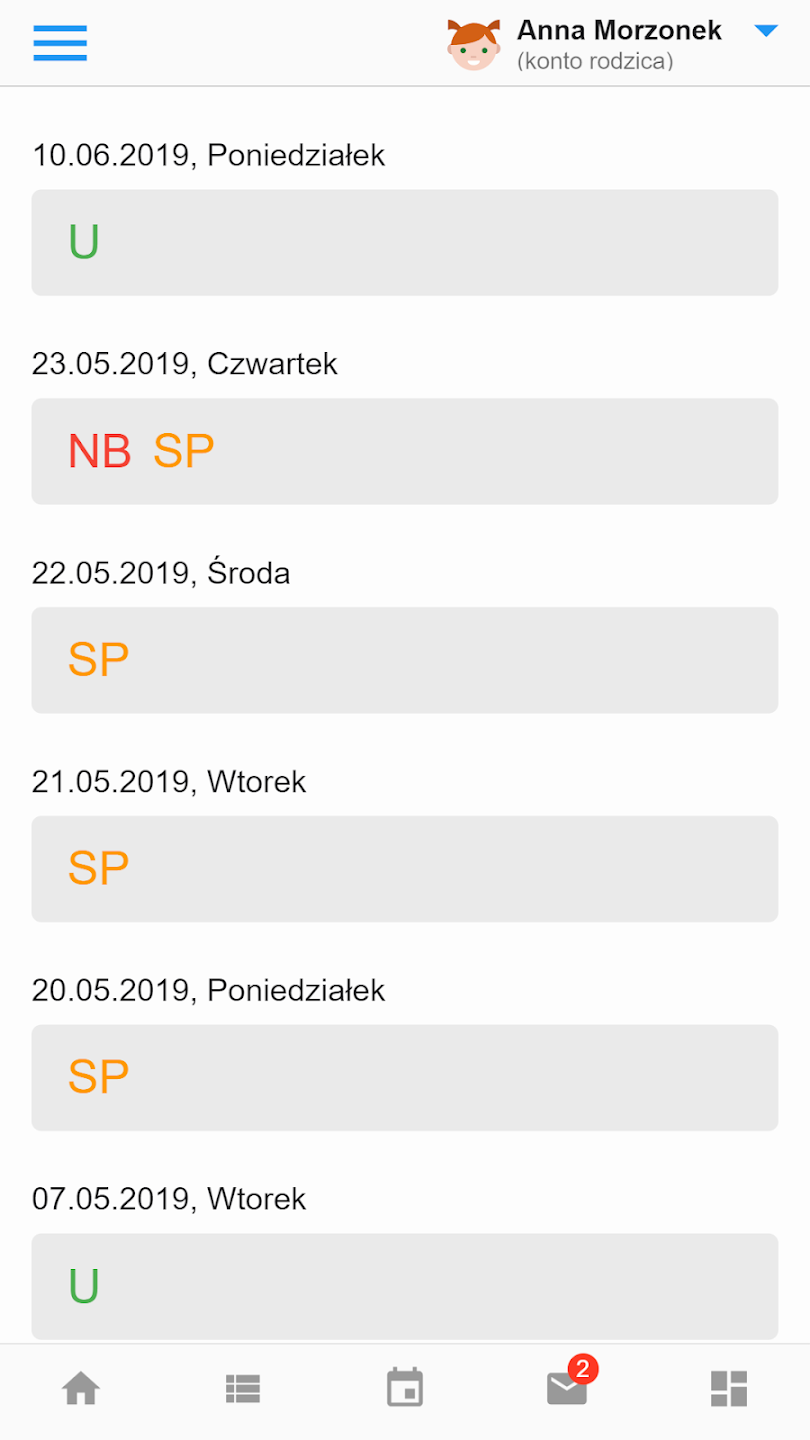 Anna Morzonek
(konto rodzica)
10.06.2019, Poniedziałek
U
23.05.2019, Czwartek
NB SP
22.05.2019, Środa
SP
21.05.2019, Wtorek
SP
20.05.2019, Poniedziałek
SP
07.05.2019, Wtorek
U
2